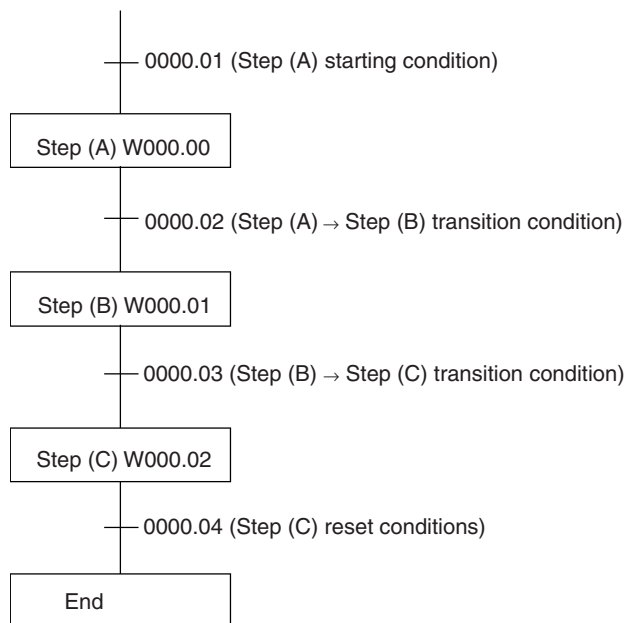 0000.01 (Step (A) starting condition)
Step (A) W000.00
0000.02 (Step (A) → Step (B) transition condition)
Step (B) W000.01
0000.03 (Step (B) → Step (C) transition condition)
Step (C) W000.02
0000.04 (Step (C) reset conditions)
End